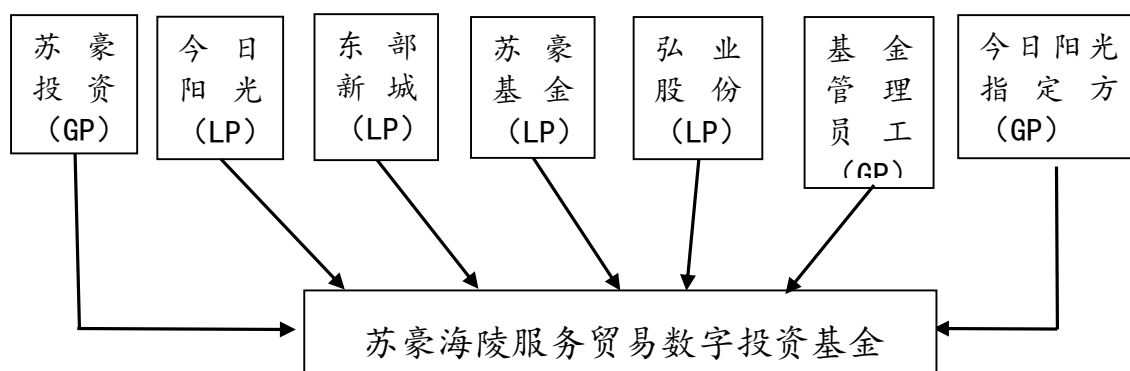 苏豪
投资
（GP）
今日
阳光
（LP）
东部
新城
（LP）
苏豪
基金
（LP）
弘业
股份
（LP）
基金
管理
员工
（GP）
今日阳光
指定方
（GP）
苏豪海陵服务贸易数字投资基金